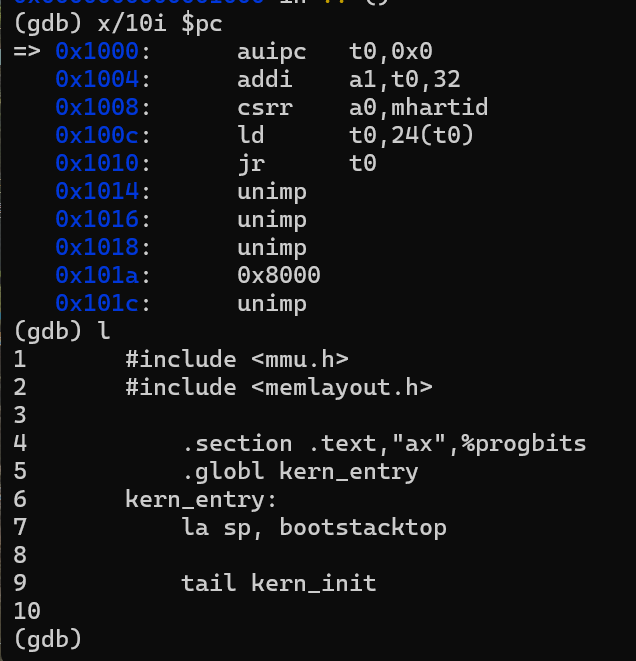 (gdb) x/10i $pc
=> 0x1000:      auipc   t0,0x0
   0x1004:      addi    a1,t0,32
   0x1008:      csrr    a0,mhartid
   0x100c:      ld      t0,24(t0)
   0x1010:      jr      t0
   0x1014:      unimp
   0x1016:      unimp
   0x1018:      unimp
   0x101a:      0x8000
   0x101c:      unimp
(gdb) l
1       #include <mmu.h>
2       #include <memlayout.h>
3
4           .section .text,"ax",%progbits
5           .globl kern_entry
6       kern_entry:
7           la sp, bootstacktop
8
9           tail kern_init
10
(gdb)